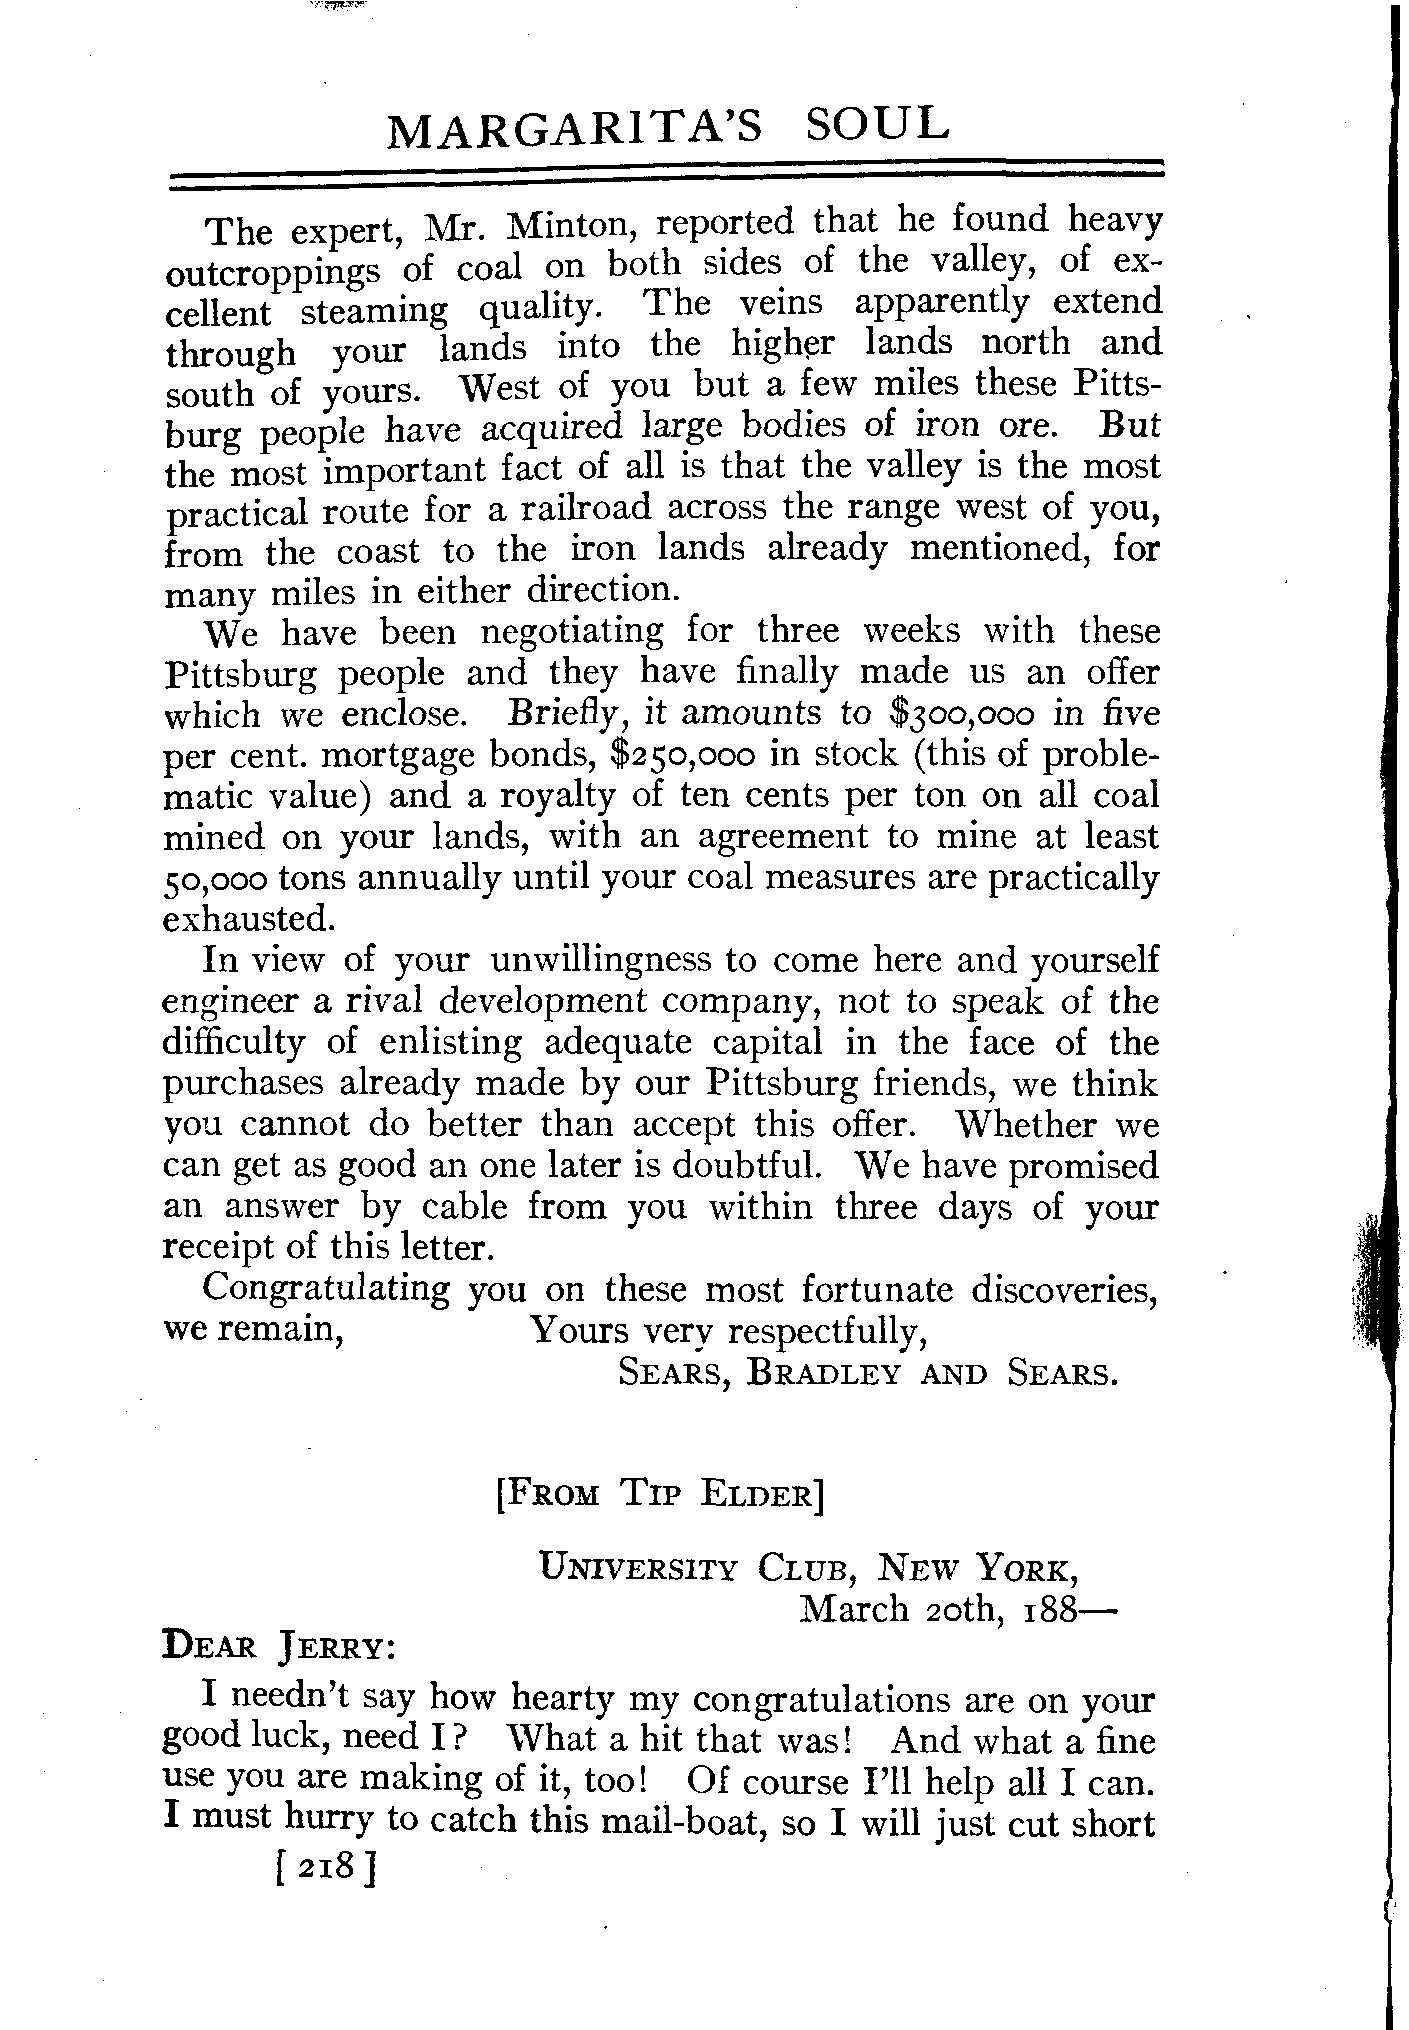 MARGARITA'S SOUL
The expert, Mr. Minton, reported that he found heavy
outcroppings of coal on both sides of the valley, of ex-
cellent steaming quality. The veins apparently extend
through your lands into the higher lands north and
south of yours. West of you but a few miles these Pitts-
burg people have acquired large bodies of iron ore. But
the most important fact of all is that the valley is the most
practical route for a railroad across the range west of you,
from the coast to the iron lands already mentioned, for
many miles in either direction.
We have been negotiating for three weeks with these
Pittsburg people and they have finally made us an offer
which we enclose. Briefly, it amounts to $300,000 in five
per cent. mortgage bonds, $250,000 in stock (this of proble-
matic value) and a royalty of ten cents per ton on all coal
mined on your lands, with an agreement to mine at least
50,000 tons annually until your coal measures are practically
exhausted.
In view of your unwillingness to come here and yourself
engineer a rival development company, not to speak of the
difficulty of enlisting adequate capital in the face of the
purchases already made by our Pittsburg friends, we think
you cannot do better than accept this offer. Whether we
can get as good an one later is doubtful. We have promised
an answer by cable from you within three days of your
receipt of this letter.
Congratulating you on these most fortunate discoveries,
we remain, Yours very respectfully,
SEARS, BRADLEY AND SEARS.
[FROM TIP ELDER]
UNIVERSITY CLUB, NEW YORK,
March 20th, 188—
DEAR JERRY:
I needn't say how hearty my congratulations are on your
good luck, need I? What a hit that was! And what a fine
use you are making of it, too! Of course I'll help all I can.
I must hurry to catch this mail-boat, so I will just cut short
[ 218 ]